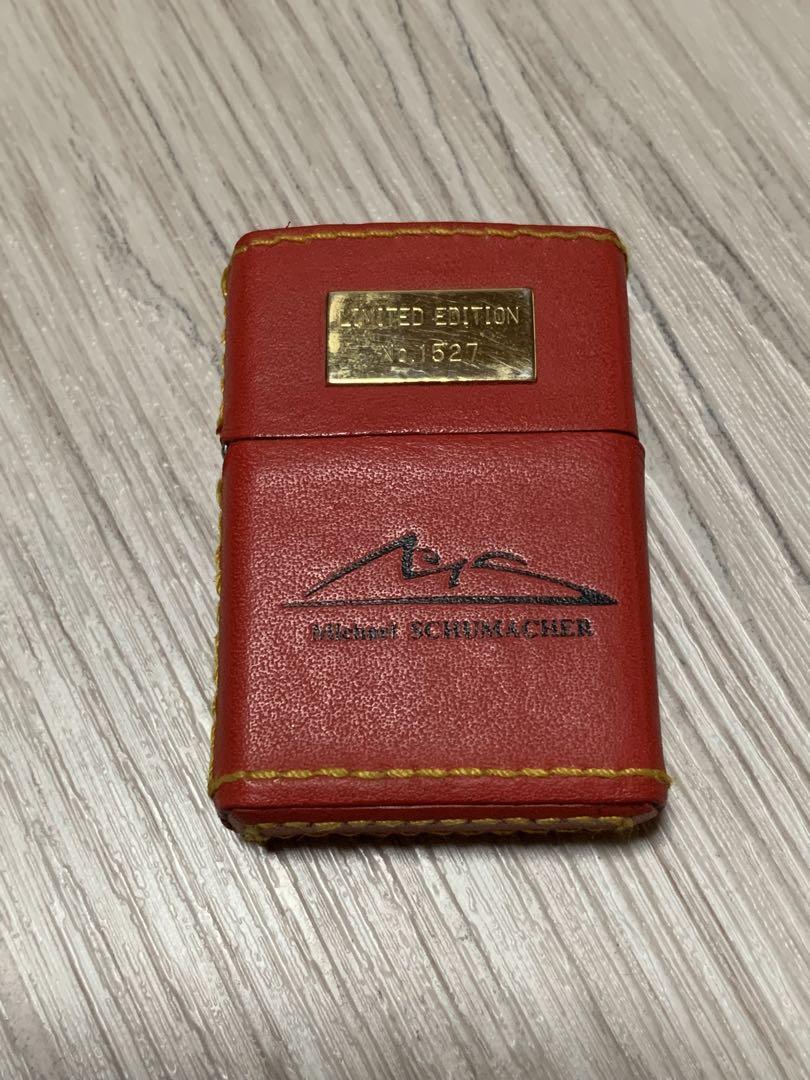 LIMITED EDITION
No.1527
Michael SCHUMACHER